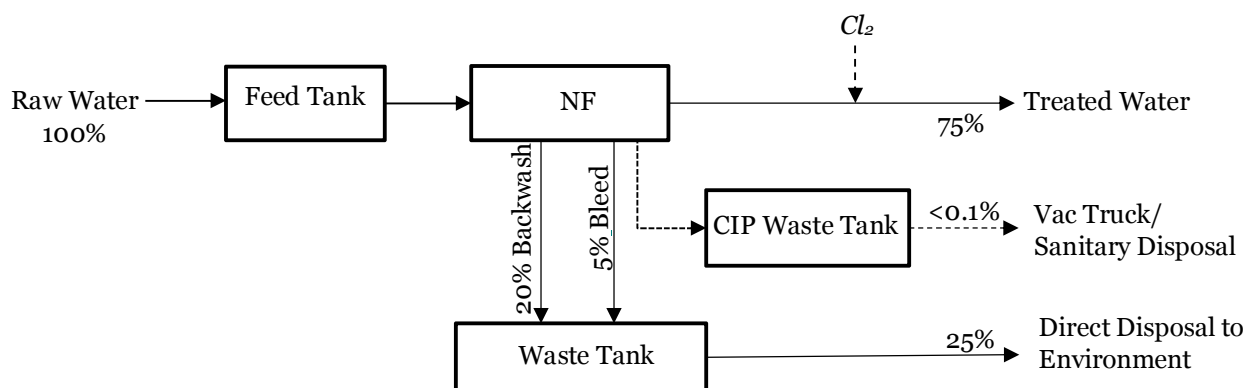 Cl₂
Raw Water
100%
Feed Tank
NF
75%
Treated Water
20% Backwash
5% Bleed
CIP Waste Tank
<0.1%
Vac Truck/
Sanitary Disposal
Waste Tank
25%
Direct Disposal to
Environment